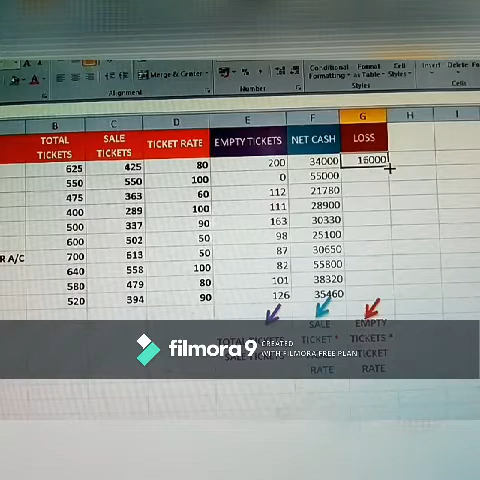 Conditional Format Cell Insert Delete Fo
Merge & Center Formatting as Table Styles
Alignment Number Styles Cells
B C D E F G H I
TOTAL TICKETS SALE TICKETS TICKET RATE EMPTY TICKETS NET CASH LOSS
625 425 80 200 34000 16000
550 550 100 0 55000
475 363 60 112 21780
400 289 100 111 28900
500 337 90 163 30330
600 502 50 98 25100
R A/C 700 613 50 87 30650
640 558 100 82 55800
580 479 80 101 38320
520 394 90 126 35460
SALE EMPTY
TICKET * TICKETS *
TICKET
RATE RATE
filmora9 CREATED
WITH FILMORA FREE PLAN